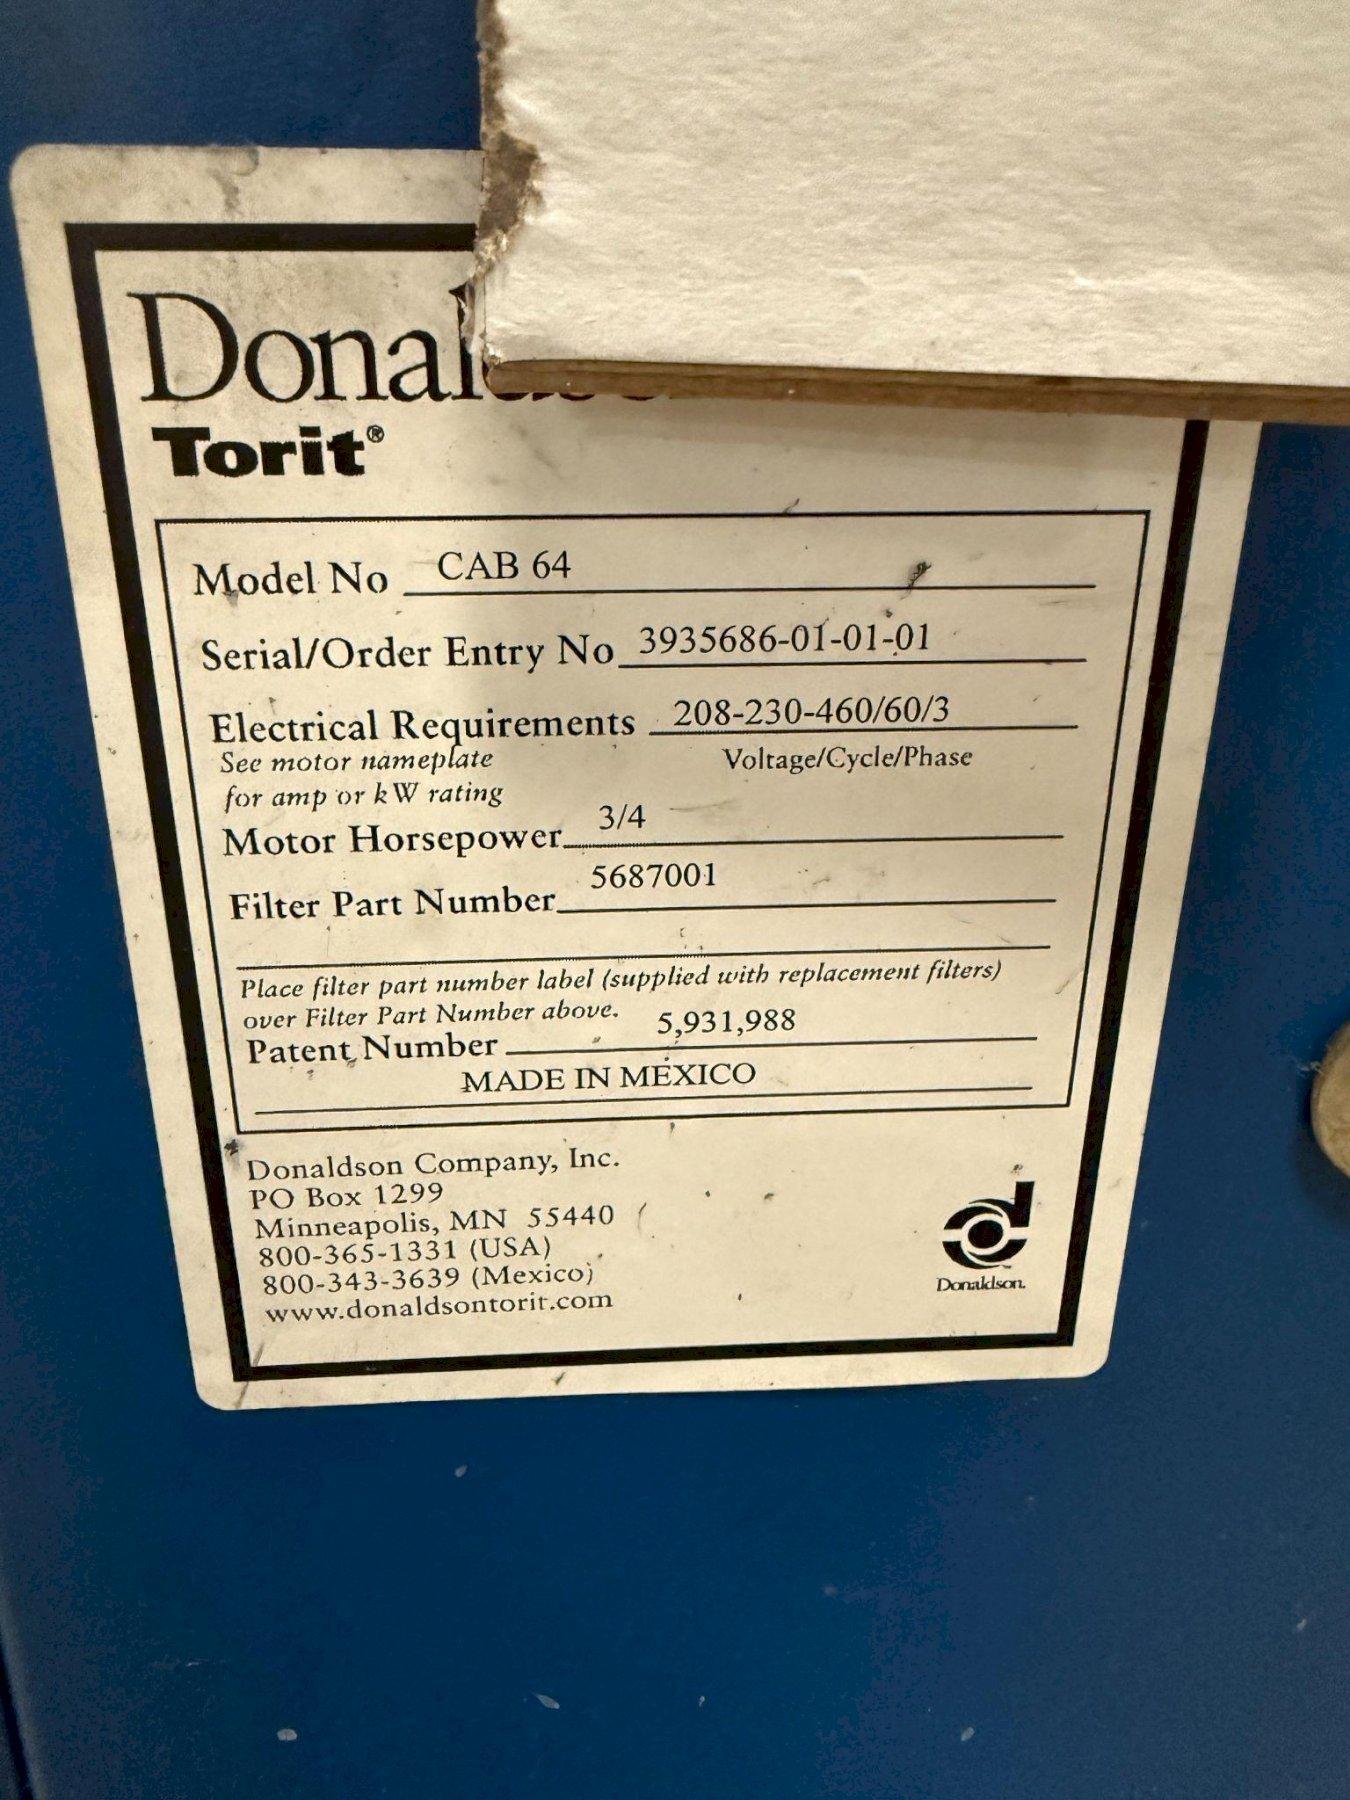 Donaldson
Torit®
Model No CAB 64
Serial/Order Entry No 3935686-01-01-01
Electrical Requirements 208-230-460/60/3
See motor nameplate Voltage/Cycle/Phase
for amp or kW rating
Motor Horsepower 3/4
Filter Part Number 5687001
Place filter part number label (supplied with replacement filters)
over Filter Part Number above.
Patent Number 5,931,988
MADE IN MEXICO
Donaldson Company, Inc.
PO Box 1299
Minneapolis, MN 55440
800-365-1331 (USA)
800-343-3639 (Mexico)
www.donaldsontorit.com
Donaldson.